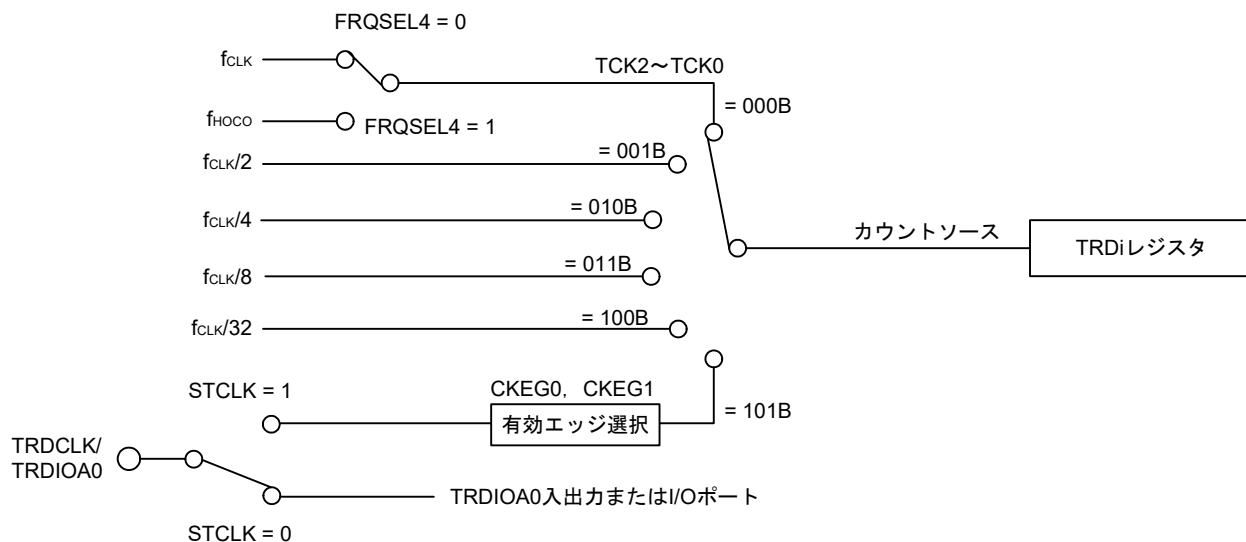 FRQSEL4 = 0
fCLK
TCK2～TCK0
= 000B
fHOCO
FRQSEL4 = 1
fCLK/2
= 001B
fCLK/4
= 010B
カウントソース
TRDiレジスタ
fCLK/8
= 011B
fCLK/32
= 100B
STCLK = 1
CKEG0, CKEG1
有効エッジ選択
= 101B
TRDCLK/
TRDIOA0
TRDIOA0入出力またはI/Oポート
STCLK = 0